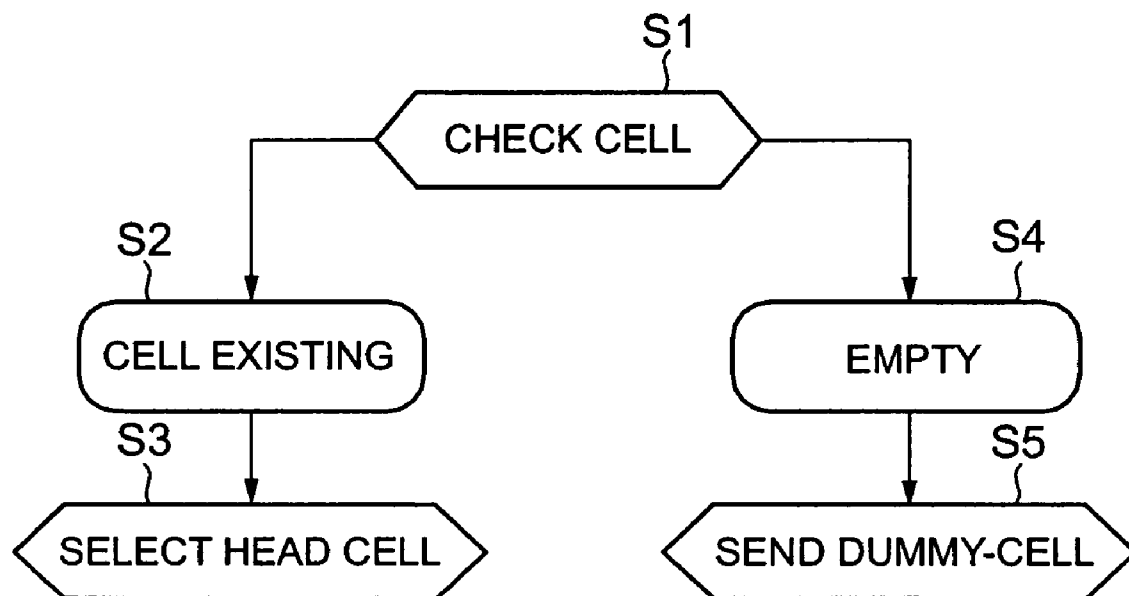 S1
CHECK CELL
S2
S4
CELL EXISTING
EMPTY
S3
S5
SELECT HEAD CELL
SEND DUMMY-CELL